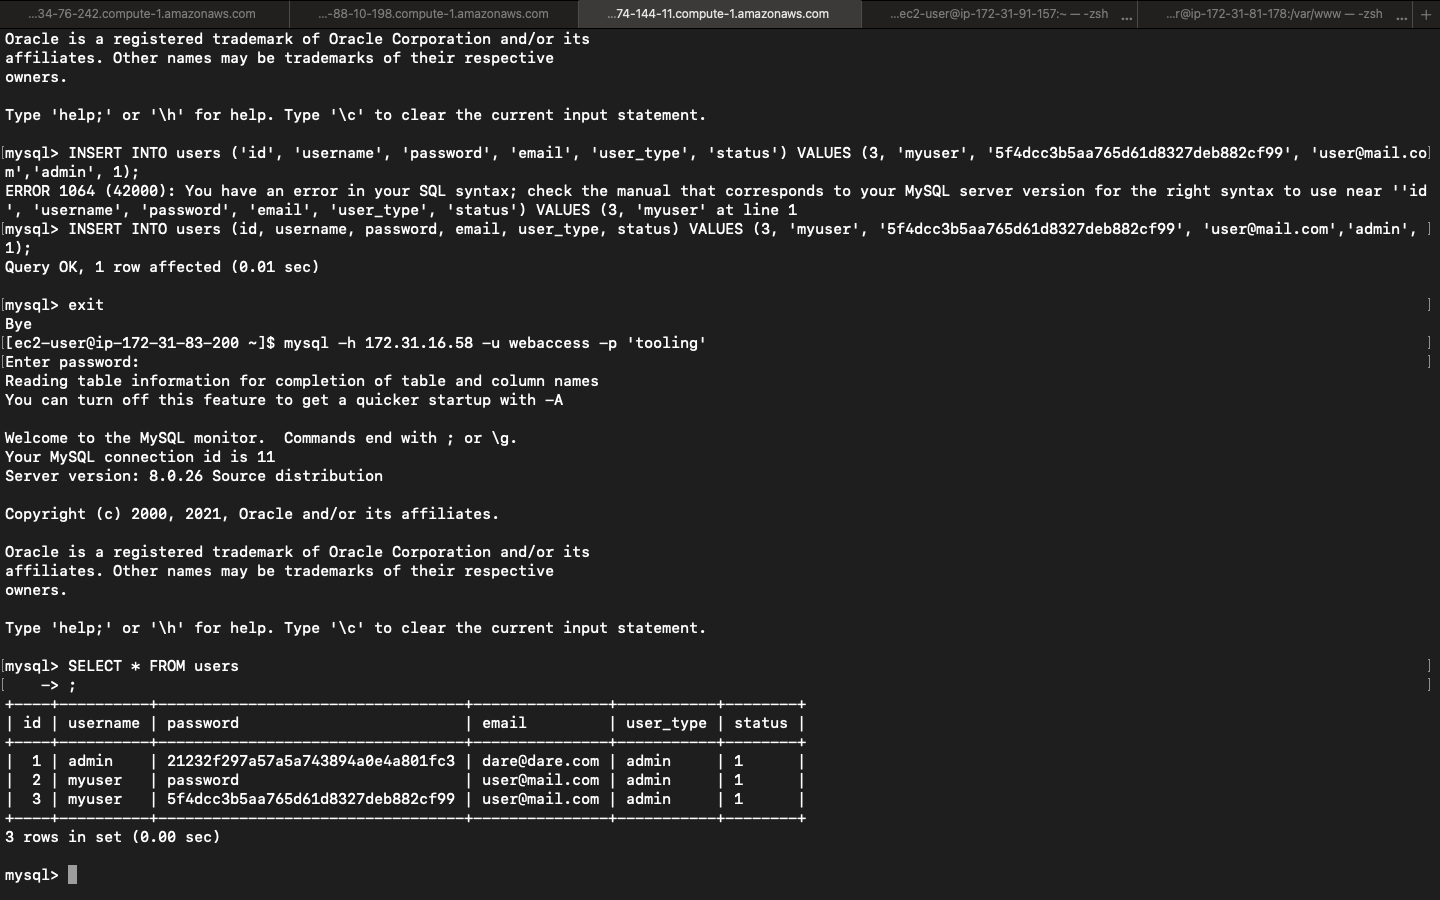 ...34-76-242.compute-1.amazonaws.com ...-88-10-198.compute-1.amazonaws.com ...74-144-11.compute-1.amazonaws.com ...ec2-user@ip-172-31-91-157:~ — -zsh ... ...r@ip-172-31-81-178:/var/www — -zsh ... +
Oracle is a registered trademark of Oracle Corporation and/or its
affiliates. Other names may be trademarks of their respective
owners.
Type 'help;' or '\h' for help. Type '\c' to clear the current input statement.
[mysql> INSERT INTO users ('id', 'username', 'password', 'email', 'user_type', 'status') VALUES (3, 'myuser', '5f4dcc3b5aa765d61d8327deb882cf99', 'user@mail.co]
m','admin', 1);
ERROR 1064 (42000): You have an error in your SQL syntax; check the manual that corresponds to your MySQL server version for the right syntax to use near ''id
', 'username', 'password', 'email', 'user_type', 'status') VALUES (3, 'myuser' at line 1
[mysql> INSERT INTO users (id, username, password, email, user_type, status) VALUES (3, 'myuser', '5f4dcc3b5aa765d61d8327deb882cf99', 'user@mail.com','admin', ]
1);
Query OK, 1 row affected (0.01 sec)
[mysql> exit ]
Bye
[[ec2-user@ip-172-31-83-200 ~]$ mysql -h 172.31.16.58 -u webaccess -p 'tooling' ]
[Enter password: ]
Reading table information for completion of table and column names
You can turn off this feature to get a quicker startup with -A
Welcome to the MySQL monitor.  Commands end with ; or \g.
Your MySQL connection id is 11
Server version: 8.0.26 Source distribution
Copyright (c) 2000, 2021, Oracle and/or its affiliates.
Oracle is a registered trademark of Oracle Corporation and/or its
affiliates. Other names may be trademarks of their respective
owners.
Type 'help;' or '\h' for help. Type '\c' to clear the current input statement.
[mysql> SELECT * FROM users ]
[    -> ; ]
+----+----------+----------------------------------+---------------+-----------+--------+
| id | username | password                         | email         | user_type | status |
+----+----------+----------------------------------+---------------+-----------+--------+
|  1 | admin    | 21232f297a57a5a743894a0e4a801fc3 | dare@dare.com | admin     | 1      |
|  2 | myuser   | password                         | user@mail.com | admin     | 1      |
|  3 | myuser   | 5f4dcc3b5aa765d61d8327deb882cf99 | user@mail.com | admin     | 1      |
+----+----------+----------------------------------+---------------+-----------+--------+
3 rows in set (0.00 sec)
mysql>